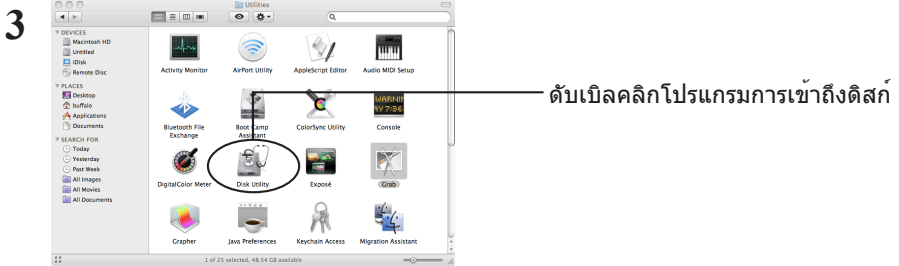 3
Utilities
DEVICES
Macintosh HD
Untitled
iDisk
Remote Disc
PLACES
Desktop
buffalo
Applications
Documents
SEARCH FOR
Today
Yesterday
Past Week
All Images
All Movies
All Documents
Activity Monitor
AirPort Utility
AppleScript Editor
Audio MIDI Setup
WARNIN
AY 7:36
Bluetooth File
Exchange
Boot Camp
Assistant
ColorSync Utility
Console
DigitalColor Meter
Disk Utility
Exposé
Grab
Grapher
Java Preferences
Keychain Access
Migration Assistant
1 of 25 selected, 48.54 GB available
ดับเบิลคลิกโปรแกรมการเข้าถึงดิสก์